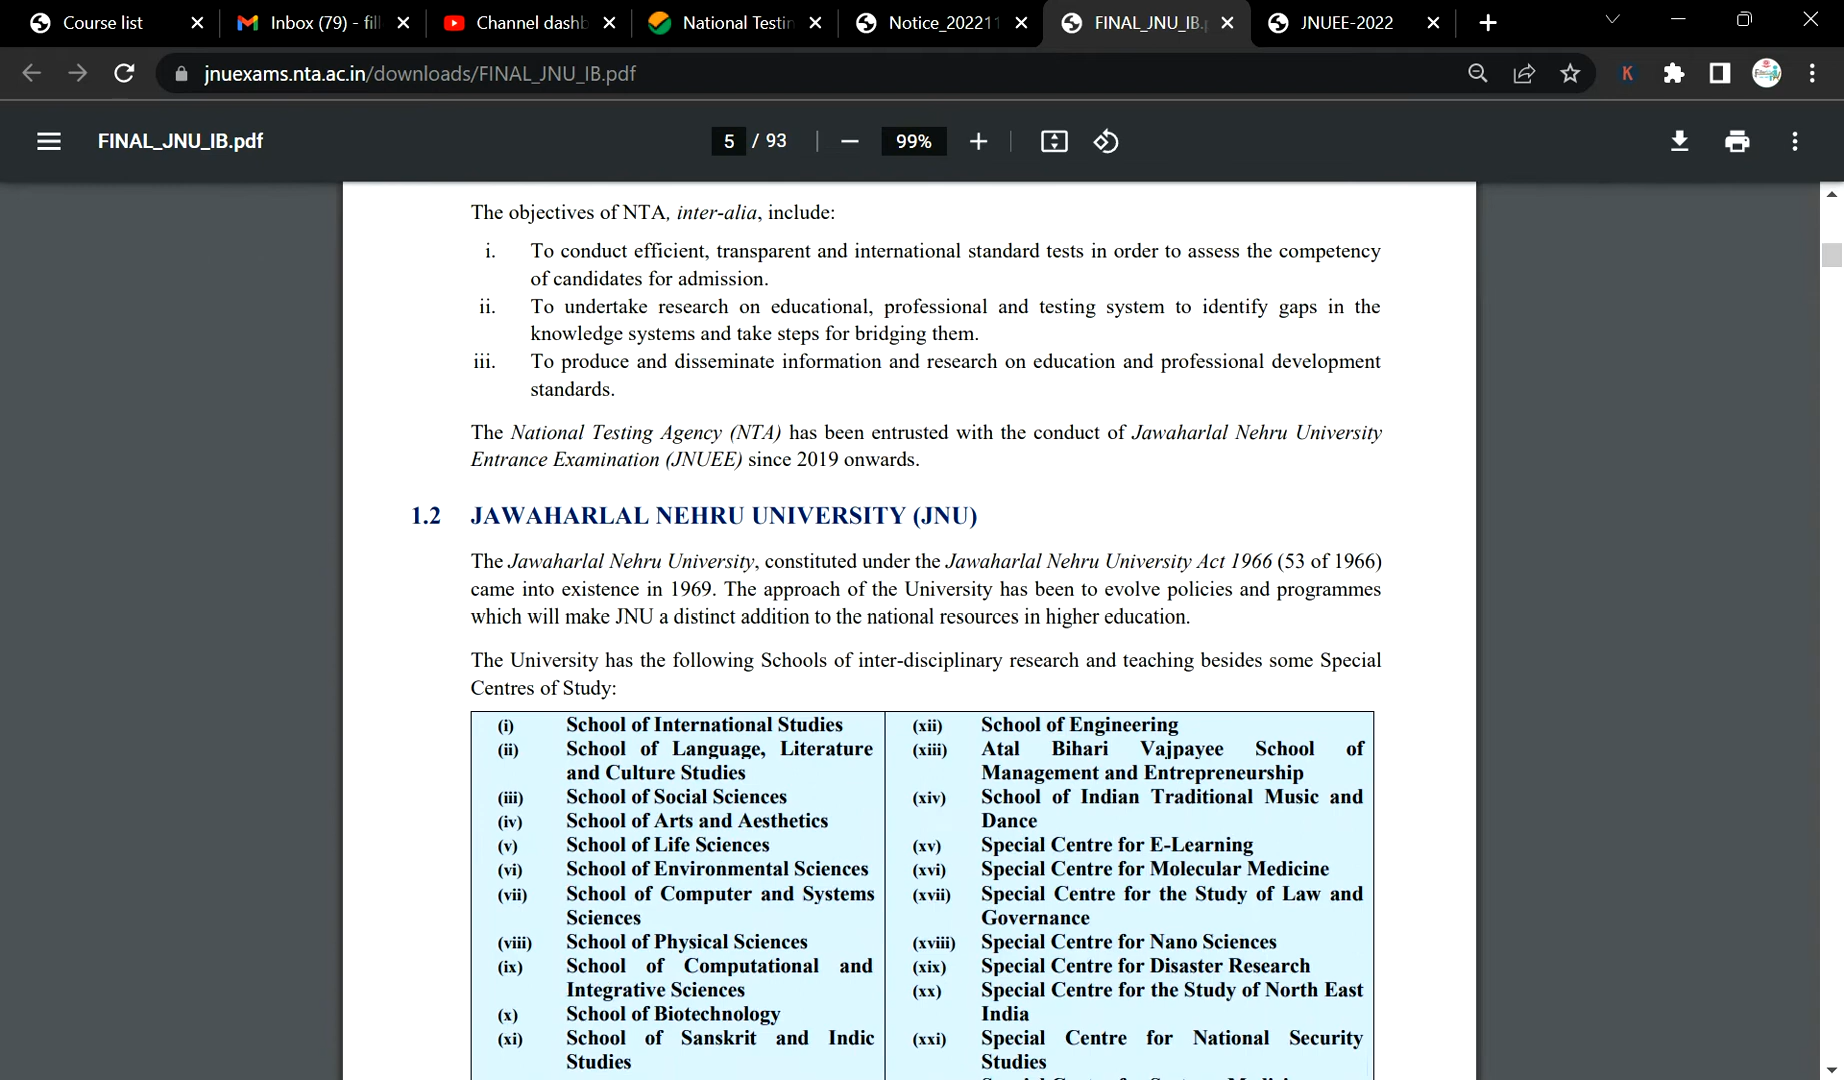 Course list
Inbox (79) - fill
Channel dashb
National Testin
Notice_202211
FINAL_JNU_IB.p
JNUEE-2022
jnuexams.nta.ac.in/downloads/FINAL_JNU_IB.pdf
K
FINAL_JNU_IB.pdf
5 / 93
99%
The objectives of NTA, inter-alia, include:
i. To conduct efficient, transparent and international standard tests in order to assess the competency
of candidates for admission.
ii. To undertake research on educational, professional and testing system to identify gaps in the
knowledge systems and take steps for bridging them.
iii. To produce and disseminate information and research on education and professional development
standards.
The National Testing Agency (NTA) has been entrusted with the conduct of Jawaharlal Nehru University
Entrance Examination (JNUEE) since 2019 onwards.
1.2 JAWAHARLAL NEHRU UNIVERSITY (JNU)
The Jawaharlal Nehru University, constituted under the Jawaharlal Nehru University Act 1966 (53 of 1966)
came into existence in 1969. The approach of the University has been to evolve policies and programmes
which will make JNU a distinct addition to the national resources in higher education.
The University has the following Schools of inter-disciplinary research and teaching besides some Special
Centres of Study:
(i) School of International Studies
(ii) School of Language, Literature
and Culture Studies
(iii) School of Social Sciences
(iv) School of Arts and Aesthetics
(v) School of Life Sciences
(vi) School of Environmental Sciences
(vii) School of Computer and Systems
Sciences
(viii) School of Physical Sciences
(ix) School of Computational and
Integrative Sciences
(x) School of Biotechnology
(xi) School of Sanskrit and Indic
Studies
(xii) School of Engineering
(xiii) Atal Bihari Vajpayee School of
Management and Entrepreneurship
(xiv) School of Indian Traditional Music and
Dance
(xv) Special Centre for E-Learning
(xvi) Special Centre for Molecular Medicine
(xvii) Special Centre for the Study of Law and
Governance
(xviii) Special Centre for Nano Sciences
(xix) Special Centre for Disaster Research
(xx) Special Centre for the Study of North East
India
(xxi) Special Centre for National Security
Studies